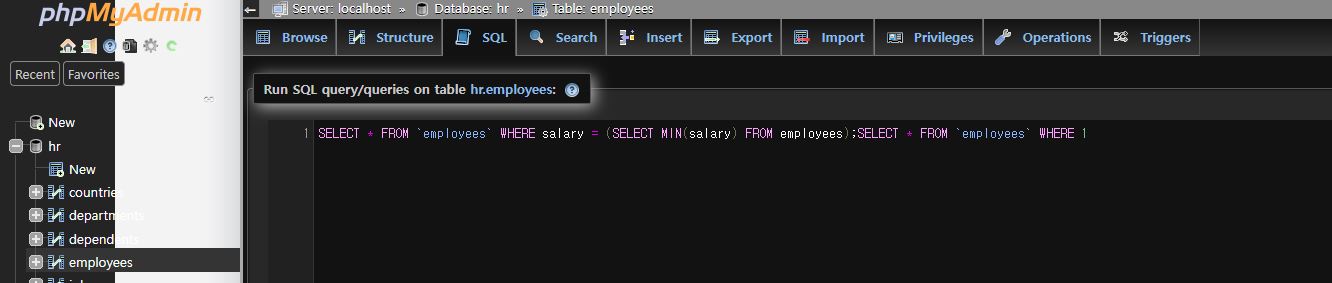 phpMyAdmin
Recent Favorites
New
hr
New
countries
departments
dependents
employees
Server: localhost » Database: hr » Table: employees
Browse Structure SQL Search Insert Export Import Privileges Operations Triggers
Run SQL query/queries on table hr.employees:
1 SELECT * FROM `employees` WHERE salary = (SELECT MIN(salary) FROM employees);SELECT * FROM `employees` WHERE 1